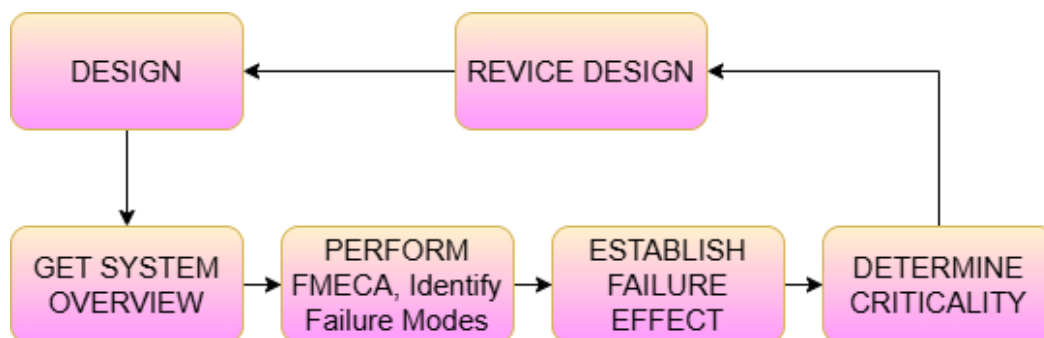 DESIGN
REVICE DESIGN
GET SYSTEM
OVERVIEW
PERFORM
FMECA, Identify
Failure Modes
ESTABLISH
FAILURE
EFFECT
DETERMINE
CRITICALITY